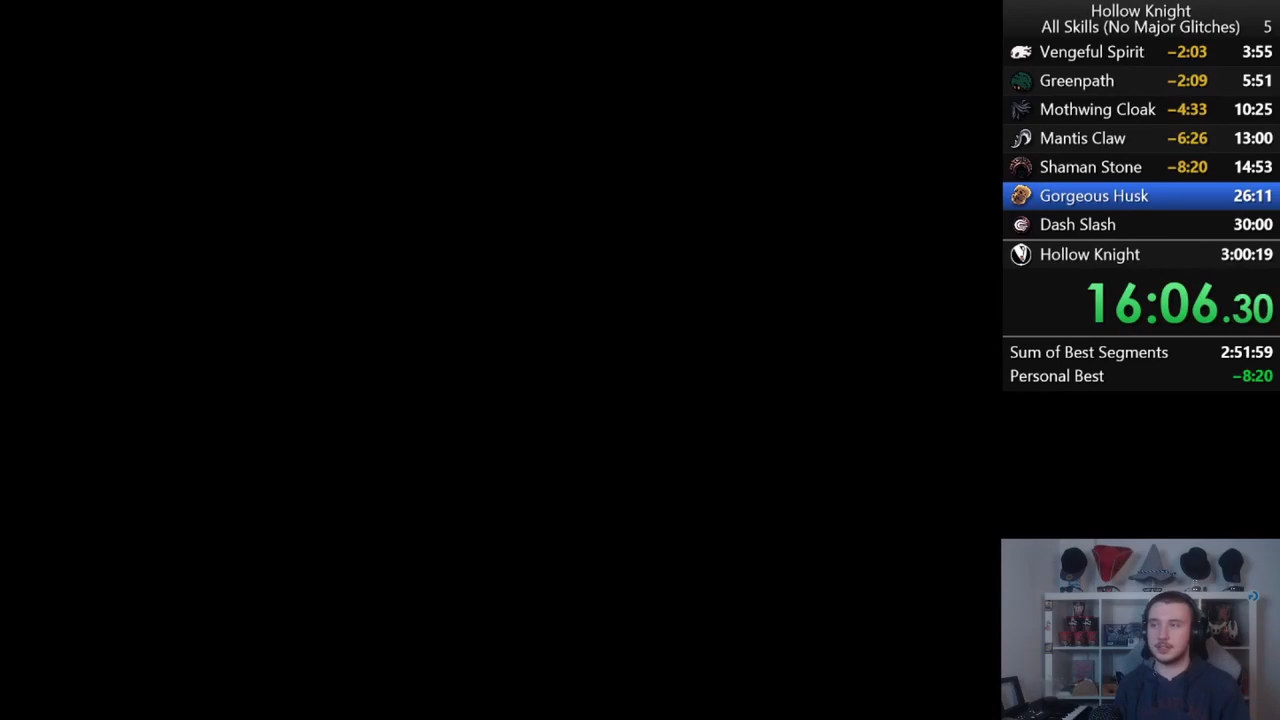 Hollow Knight
All Skills (No Major Glitches) 5
Vengeful Spirit −2:03 3:55
Greenpath −2:09 5:51
Mothwing Cloak −4:33 10:25
Mantis Claw −6:26 13:00
Shaman Stone −8:20 14:53
Gorgeous Husk 26:11
Dash Slash 30:00
Hollow Knight 3:00:19
16:06.30
Sum of Best Segments 2:51:59
Personal Best −8:20